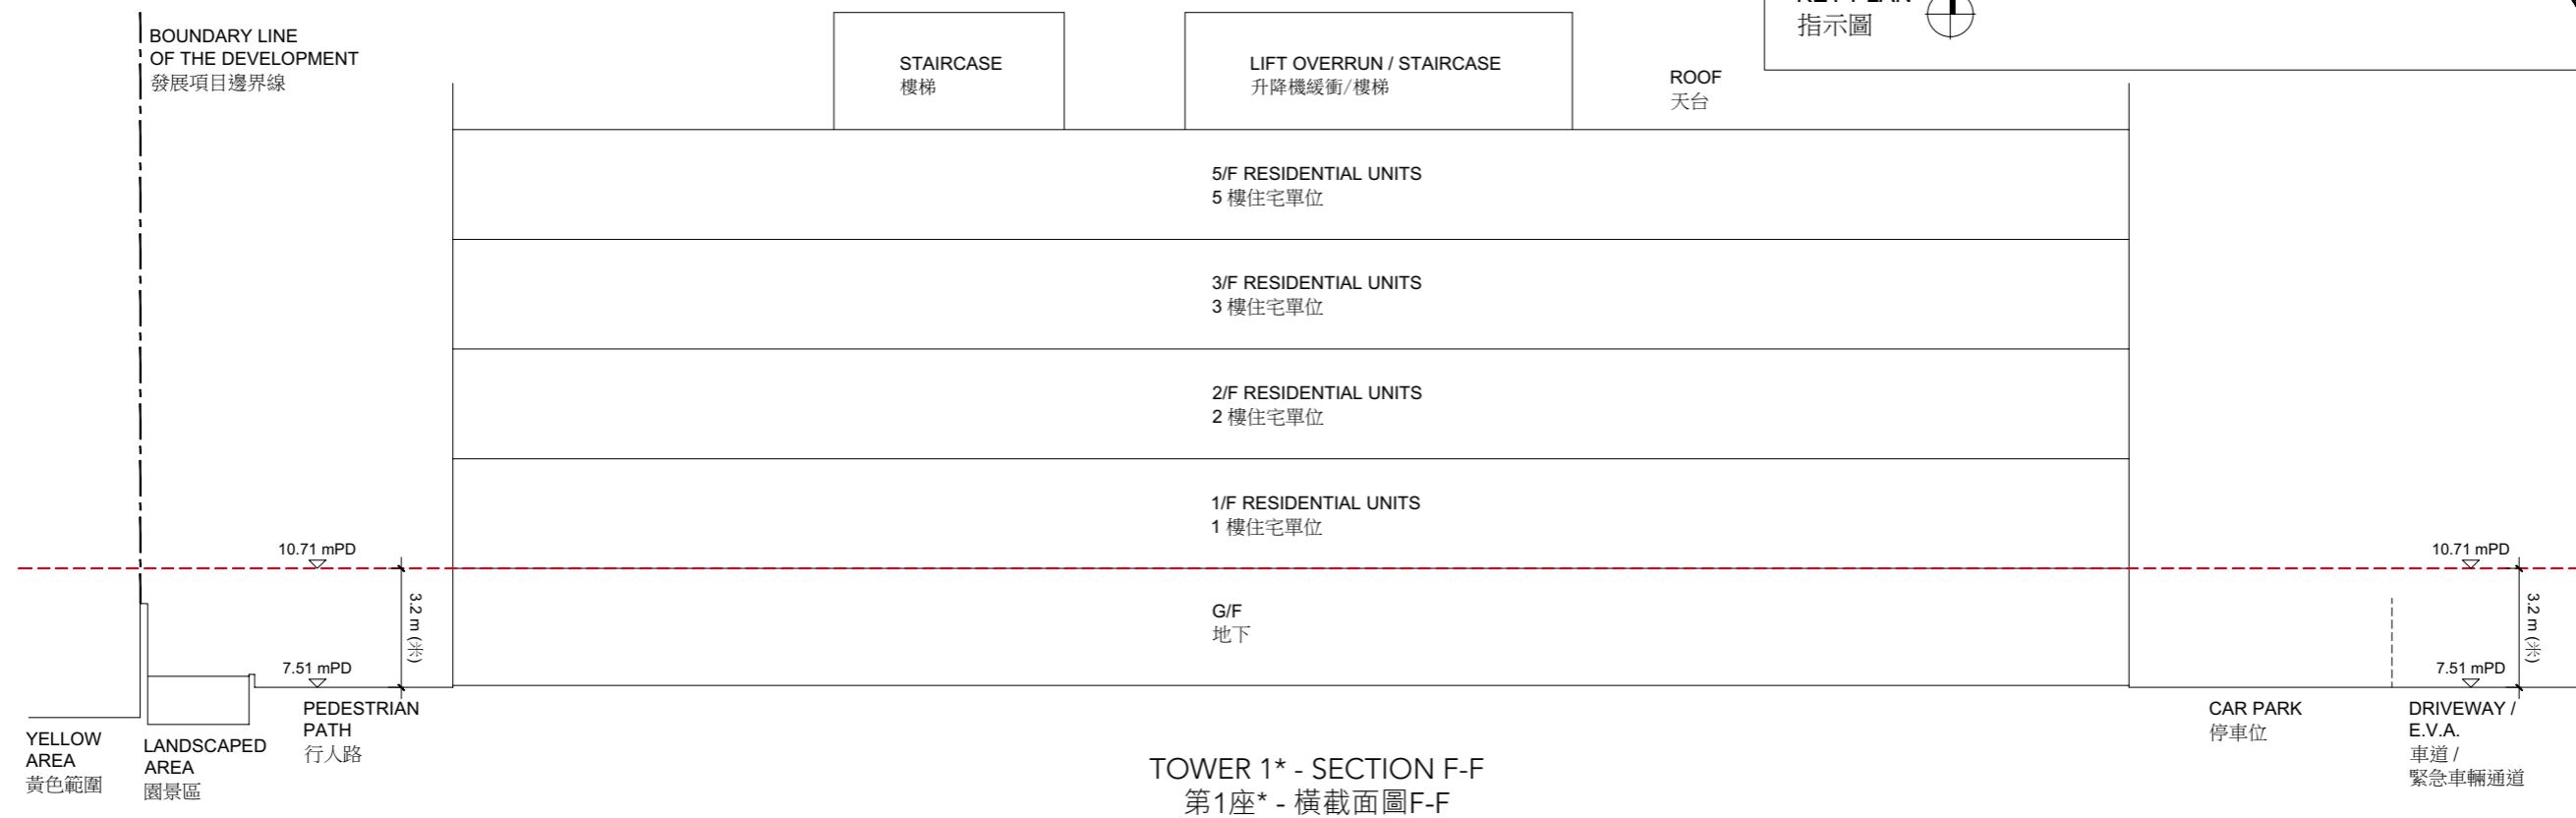 指示圖
BOUNDARY LINE
OF THE DEVELOPMENT
發展項目邊界線
STAIRCASE
樓梯
LIFT OVERRUN / STAIRCASE
升降機緩衝/樓梯
ROOF
天台
5/F RESIDENTIAL UNITS
5 樓住宅單位
3/F RESIDENTIAL UNITS
3 樓住宅單位
2/F RESIDENTIAL UNITS
2 樓住宅單位
1/F RESIDENTIAL UNITS
1 樓住宅單位
10.71 mPD
10.71 mPD
3.2 m (米)
3.2 m (米)
G/F
地下
7.51 mPD
7.51 mPD
YELLOW
AREA
黃色範圍
LANDSCAPED
AREA
園景區
PEDESTRIAN
PATH
行人路
CAR PARK
停車位
DRIVEWAY /
E.V.A.
車道 /
緊急車輛通道
TOWER 1* - SECTION F-F
第1座* - 橫截面圖F-F